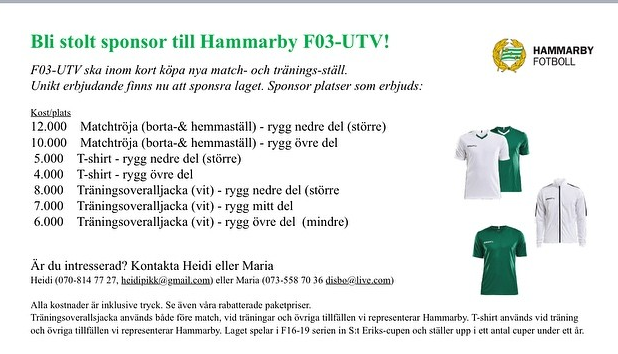 Bli stolt sponsor till Hammarby F03-UTV!
HAMMARBY
FOTBOLL
F03-UTV ska inom kort köpa nya match- och tränings-ställ.
Unikt erbjudande finns nu att sponsra laget. Sponsor platser som erbjuds:
Kost/plats
12.000 Matchtröja (borta-& hemmaställ) - rygg nedre del (större)
10.000 Matchtröja (borta-& hemmaställ) - rygg övre del
5.000 T-shirt - rygg nedre del (större)
4.000 T-shirt - rygg övre del
8.000 Träningsoveralljacka (vit) - rygg nedre del (större
7.000 Träningsoveralljacka (vit) - rygg mitt del
6.000 Träningsoveralljacka (vit) - rygg övre del (mindre)
Är du intresserad? Kontakta Heidi eller Maria
Heidi (070-814 77 27, heidipikk@gmail.com) eller Maria (073-558 70 36 disbo@live.com)
Alla kostnader är inklusive tryck. Se även våra rabatterade paketpriser.
Träningsoverallsjacka används både före match, vid träningar och övriga tillfällen vi representerar Hammarby. T-shirt används vid träning
och övriga tillfällen vi representerar Hammarby. Laget spelar i F16-19 serien in S:t Eriks-cupen och ställer upp i ett antal cuper under ett år.